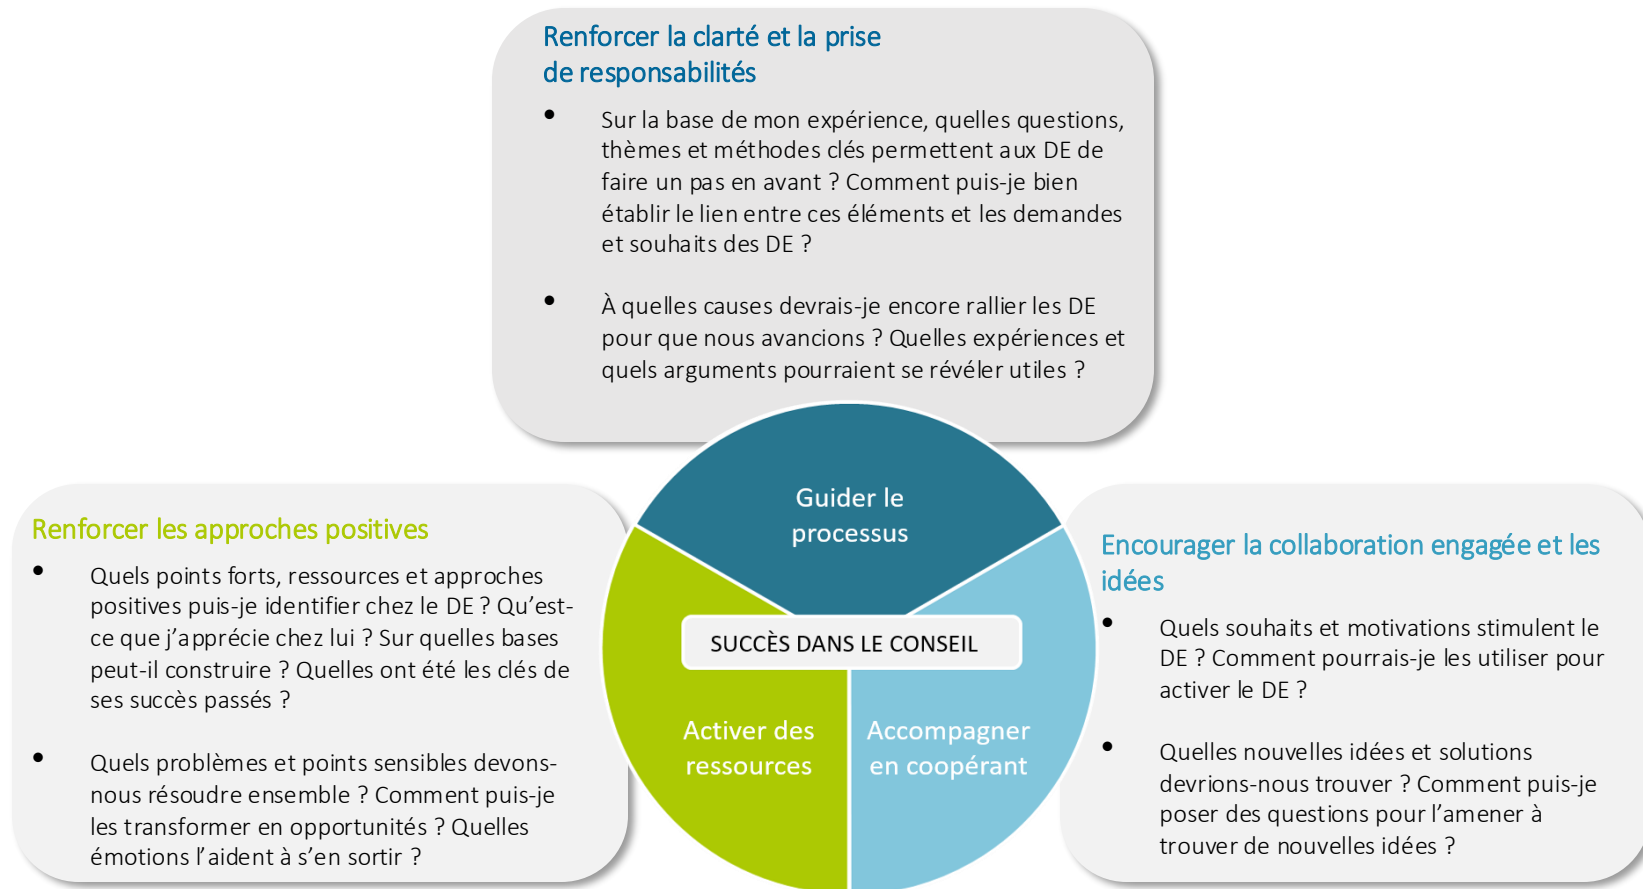 Renforcer la clarté et la prise
de responsabilités
• Sur la base de mon expérience, quelles questions,
thèmes et méthodes clés permettent aux DE de
faire un pas en avant ? Comment puis-je bien
établir le lien entre ces éléments et les demandes
et souhaits des DE ?
• À quelles causes devrais-je encore rallier les DE
pour que nous avancions ? Quelles expériences et
quels arguments pourraient se révéler utiles ?
Guider le
processus
Renforcer les approches positives
• Quels points forts, ressources et approches
positives puis-je identifier chez le DE ? Qu’est-
ce que j’apprécie chez lui ? Sur quelles bases
peut-il construire ? Quelles ont été les clés de
ses succès passés ?
• Quels problèmes et points sensibles devons-
nous résoudre ensemble ? Comment puis-je
les transformer en opportunités ? Quelles
émotions l’aident à s’en sortir ?
SUCCÈS DANS LE CONSEIL
Activer des
ressources
Accompagner
en coopérant
Encourager la collaboration engagée et les
idées
• Quels souhaits et motivations stimulent le
DE ? Comment pourrais-je les utiliser pour
activer le DE ?
• Quelles nouvelles idées et solutions
devrions-nous trouver ? Comment puis-je
poser des questions pour l’amener à
trouver de nouvelles idées ?